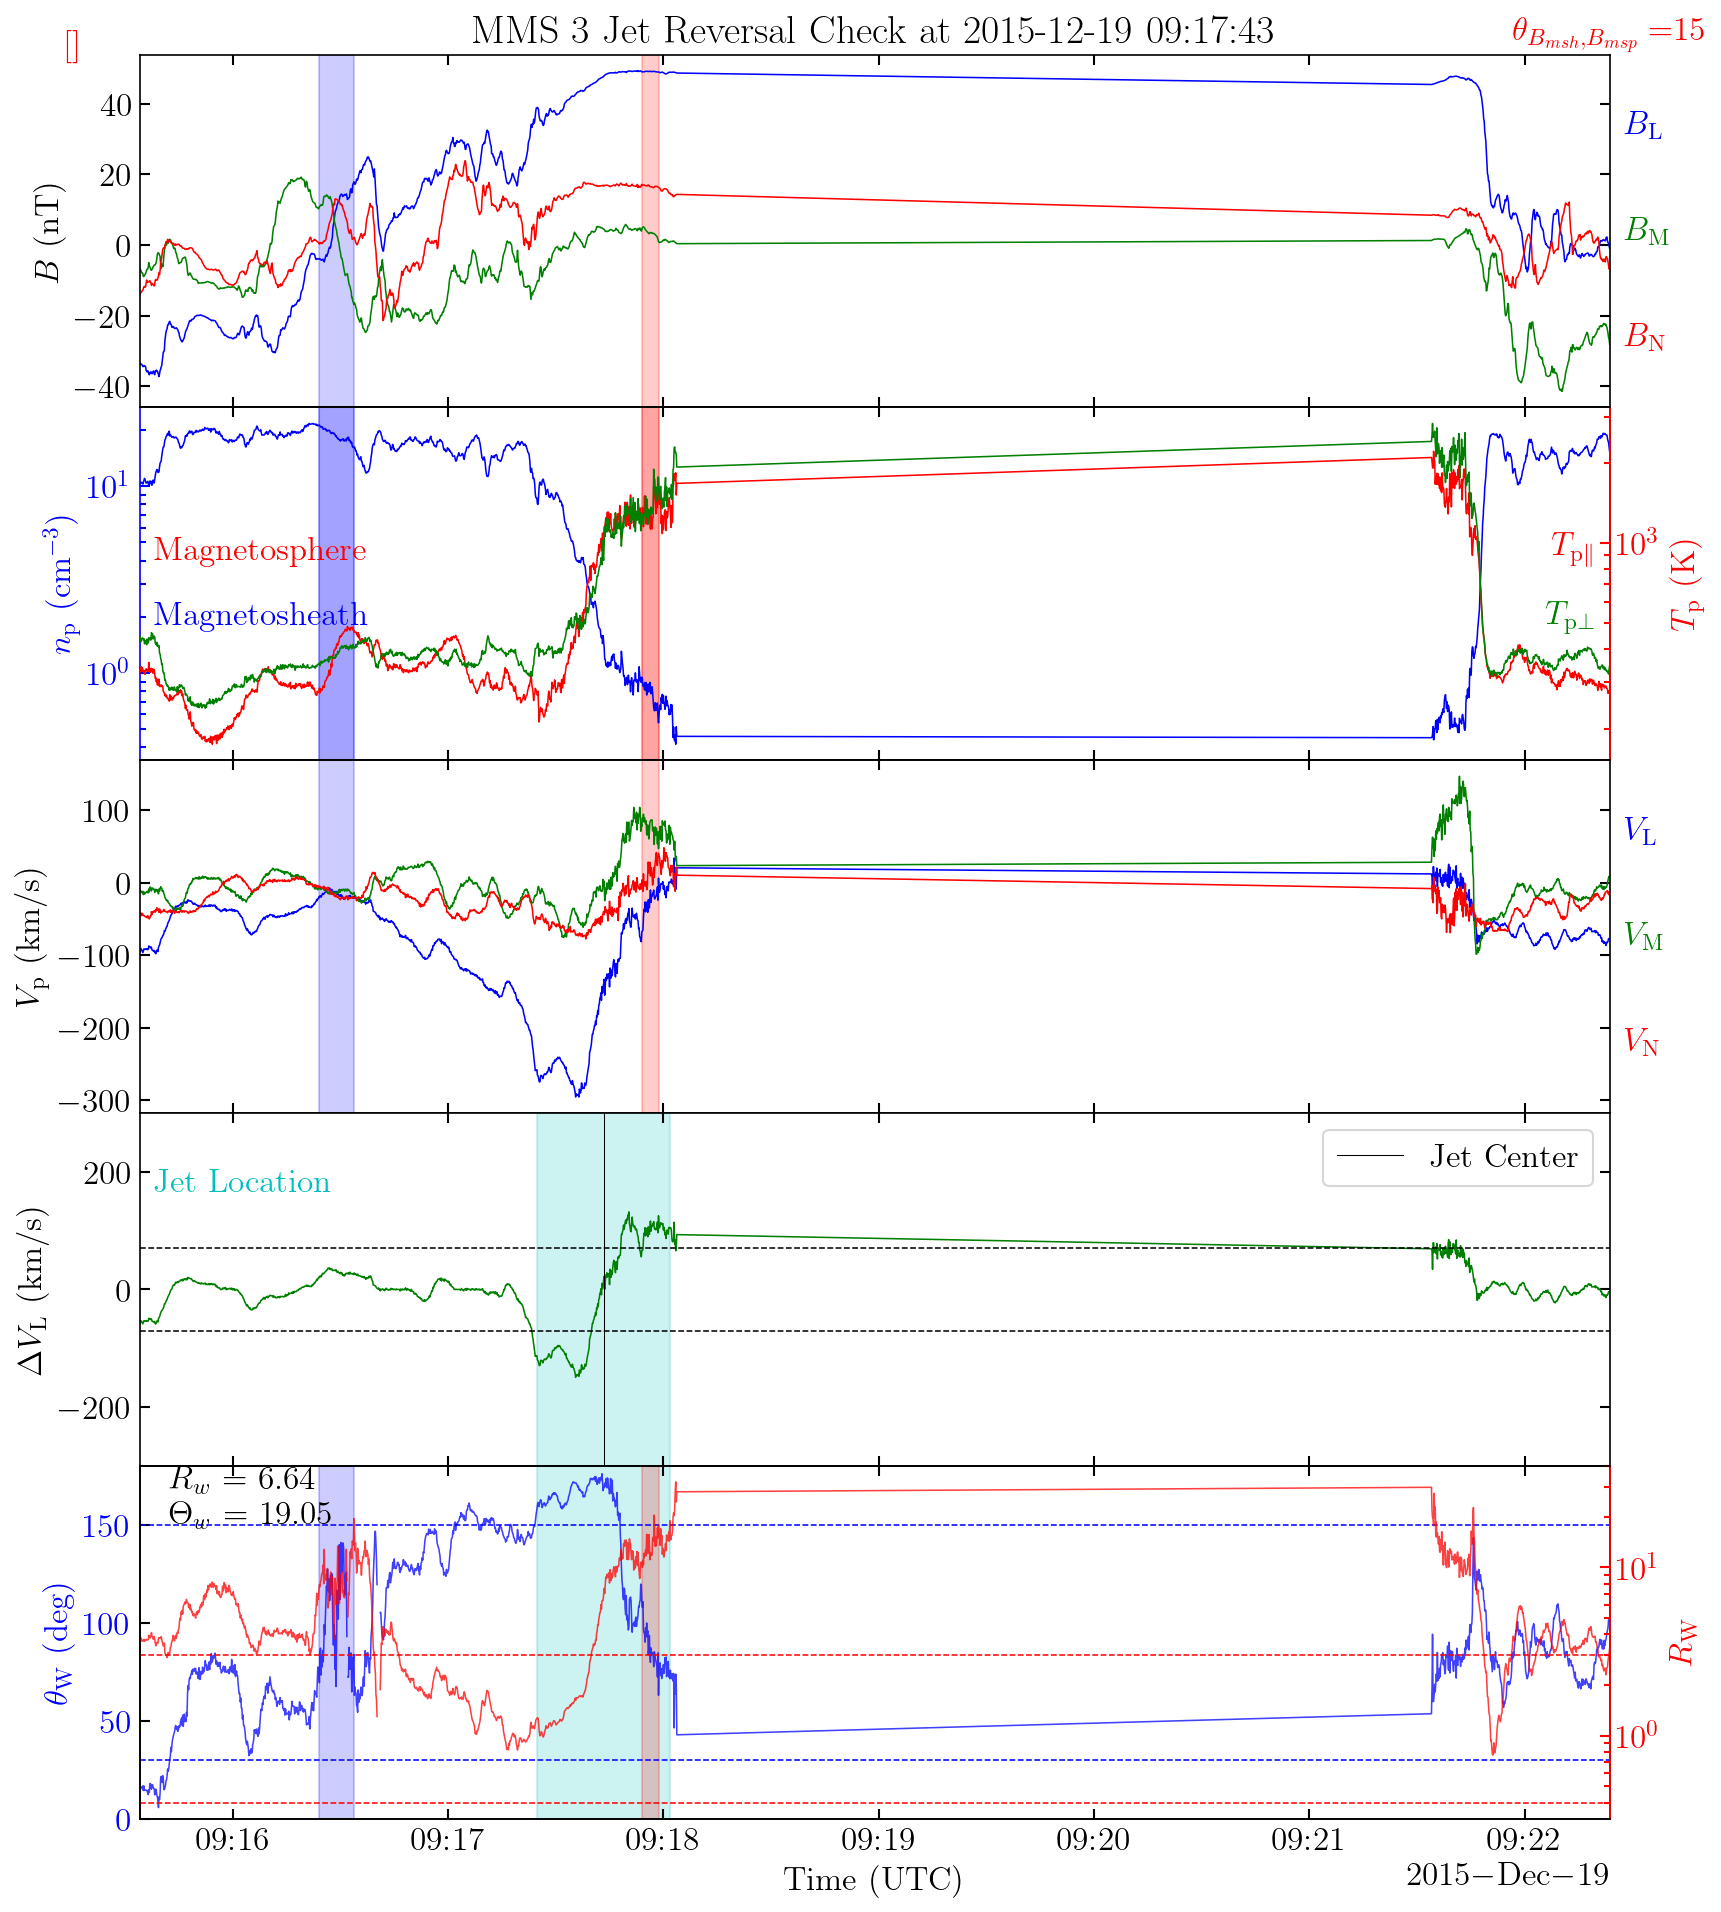 MMS 3 Jet Reversal Check at 2015-12-19 09:17:43
[]
θ_{B_{msh},B_{msp}} =15
40
20
0
−20
−40
B (nT)
B_L
B_M
B_N
10^1
10^0
n_p (cm^{−3})
Magnetosphere
Magnetosheath
T_{p∥}
T_{p⊥}
10^3
T_p (K)
100
0
−100
−200
−300
V_p (km/s)
V_L
V_M
V_N
200
0
−200
ΔV_L (km/s)
Jet Location
Jet Center
R_w = 6.64
Θ_w = 19.05
150
100
50
0
θ_W (deg)
10^1
10^0
R_W
09:16 09:17 09:18 09:19 09:20 09:21 09:22
Time (UTC)
2015−Dec−19